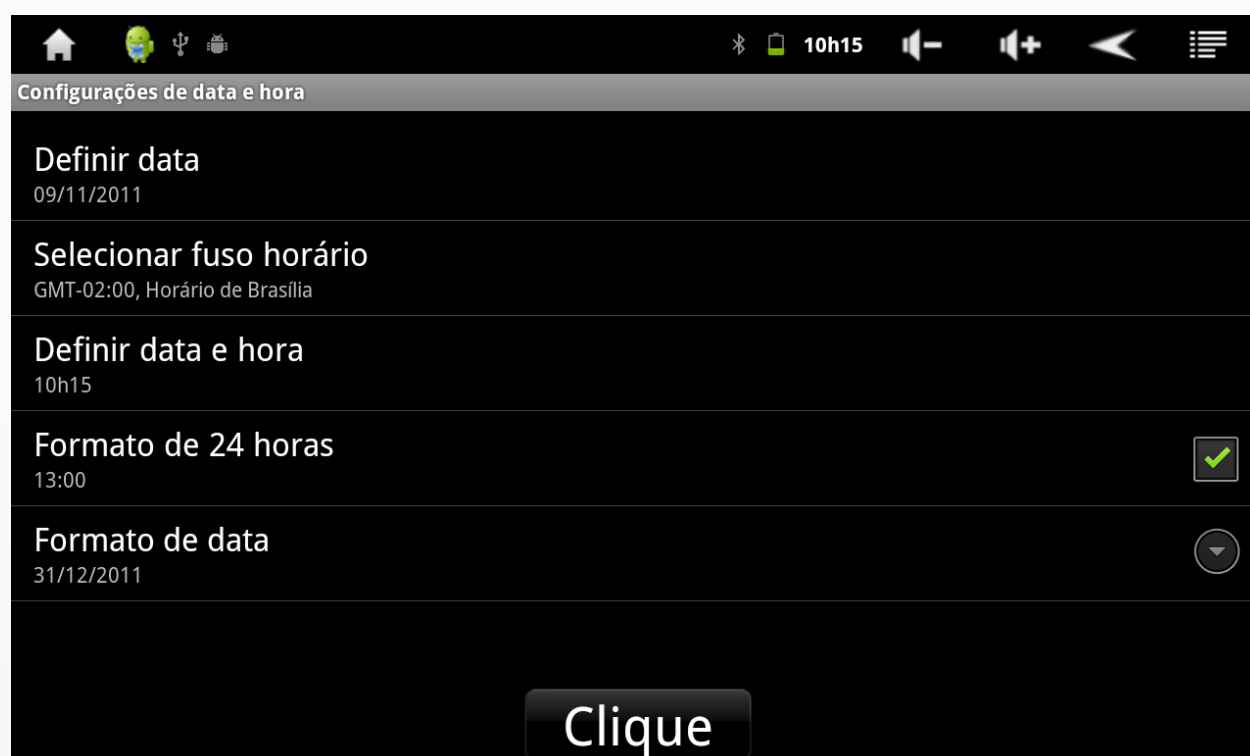 10h15
Configurações de data e hora
Definir data
09/11/2011
Selecionar fuso horário
GMT-02:00, Horário de Brasília
Definir data e hora
10h15
Formato de 24 horas
13:00
Formato de data
31/12/2011
Clique